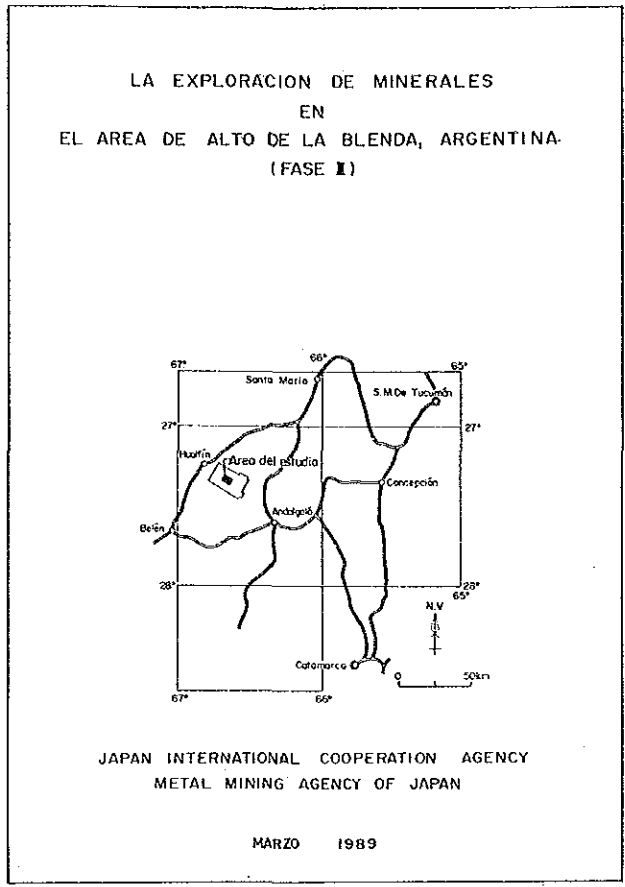 LA EXPLORACION DE MINERALES
EN
EL AREA DE ALTO DE LA BLENDA, ARGENTINA.
(FASE II)
67°
66°
65°
Santa María
S.M.De Tucumán
27°
27°
Hualfín
Area del estudio
Concepción
Andalgalá
Belén
28°
28°
65°
N.V
Catamarca
0 50km
67°
66°
JAPAN INTERNATIONAL COOPERATION AGENCY
METAL MINING AGENCY OF JAPAN
MARZO 1989